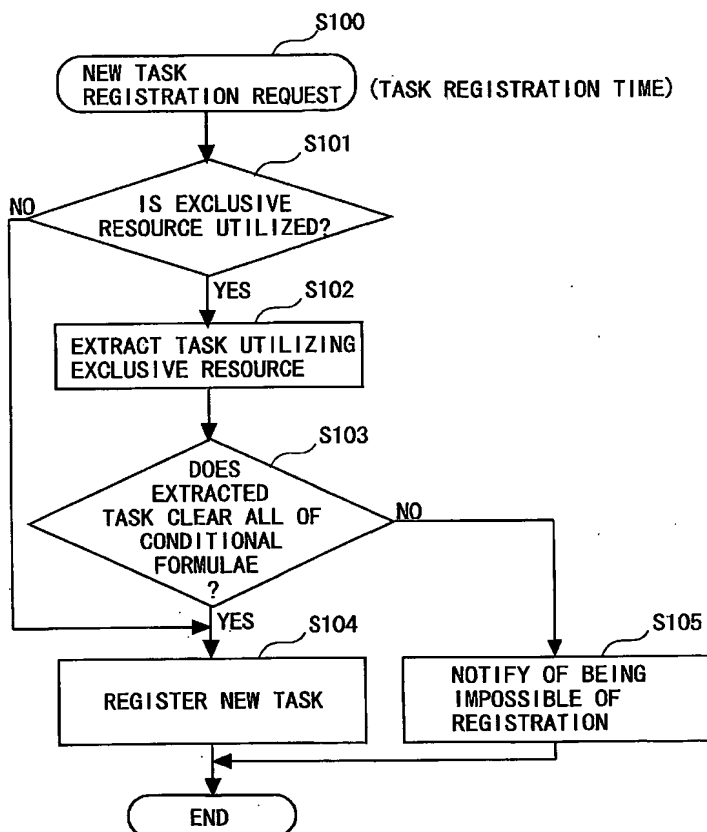 S100
NEW TASK
REGISTRATION REQUEST
(TASK REGISTRATION TIME)
S101
NO
IS EXCLUSIVE
RESOURCE UTILIZED?
YES
S102
EXTRACT TASK UTILIZING
EXCLUSIVE RESOURCE
S103
DOES
EXTRACTED
TASK CLEAR ALL OF
CONDITIONAL
FORMULAE
?
NO
YES
S104
REGISTER NEW TASK
S105
NOTIFY OF BEING
IMPOSSIBLE OF
REGISTRATION
END